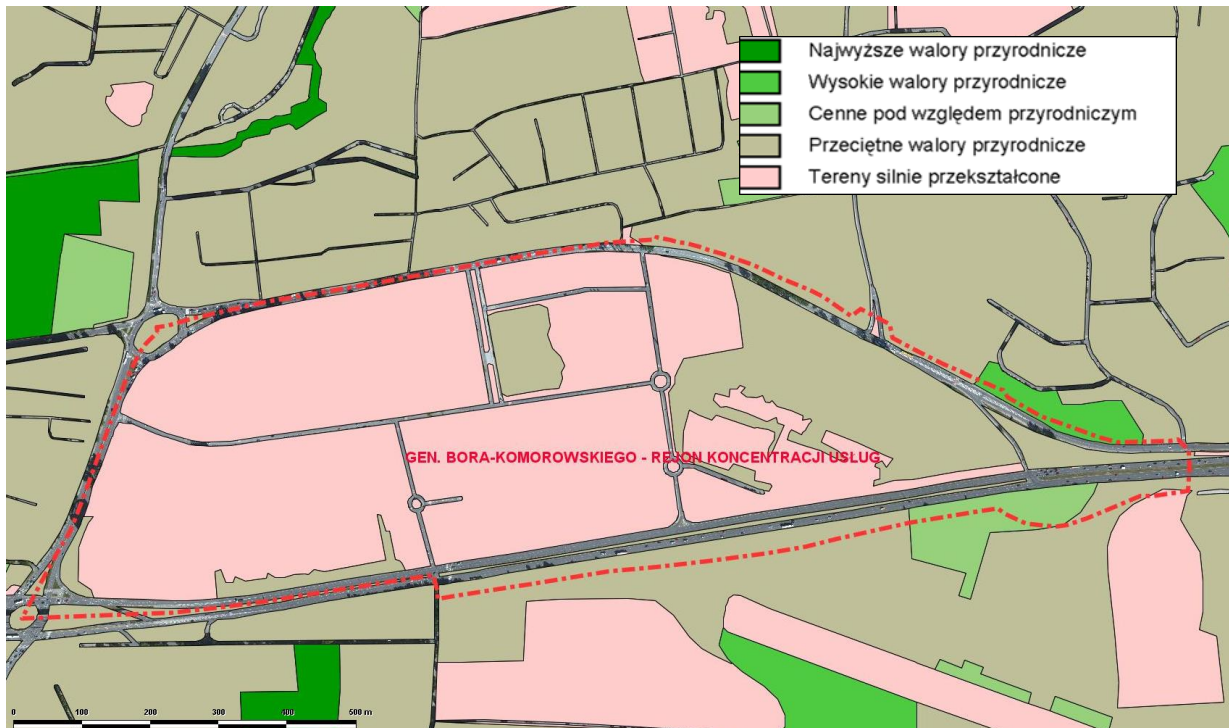 Najwyższe walory przyrodnicze
Wysokie walory przyrodnicze
Cenne pod względem przyrodniczym
Przeciętne walory przyrodnicze
Tereny silnie przekształcone
GEN. BORA-KOMOROWSKIEGO - REJON KONCENTRACJI USŁUG
0 100 200 300 400 500 m